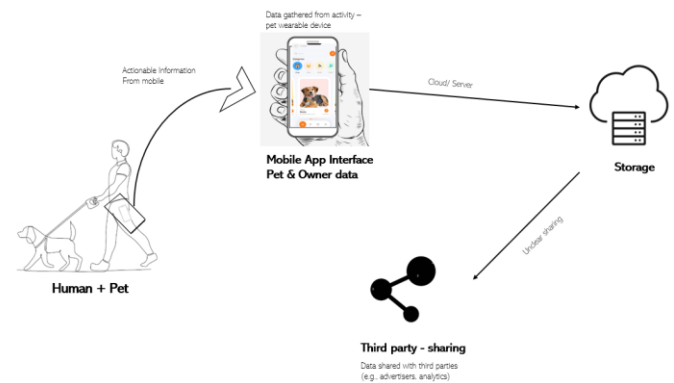 Data gathered from activity –
pet wearable device
Actionable Information
From mobile
Cloud/ Server
Mobile App Interface
Pet & Owner data
Storage
Unclear sharing
Human + Pet
Third party - sharing
Data shared with third parties
(e.g., advertisers, analytics)